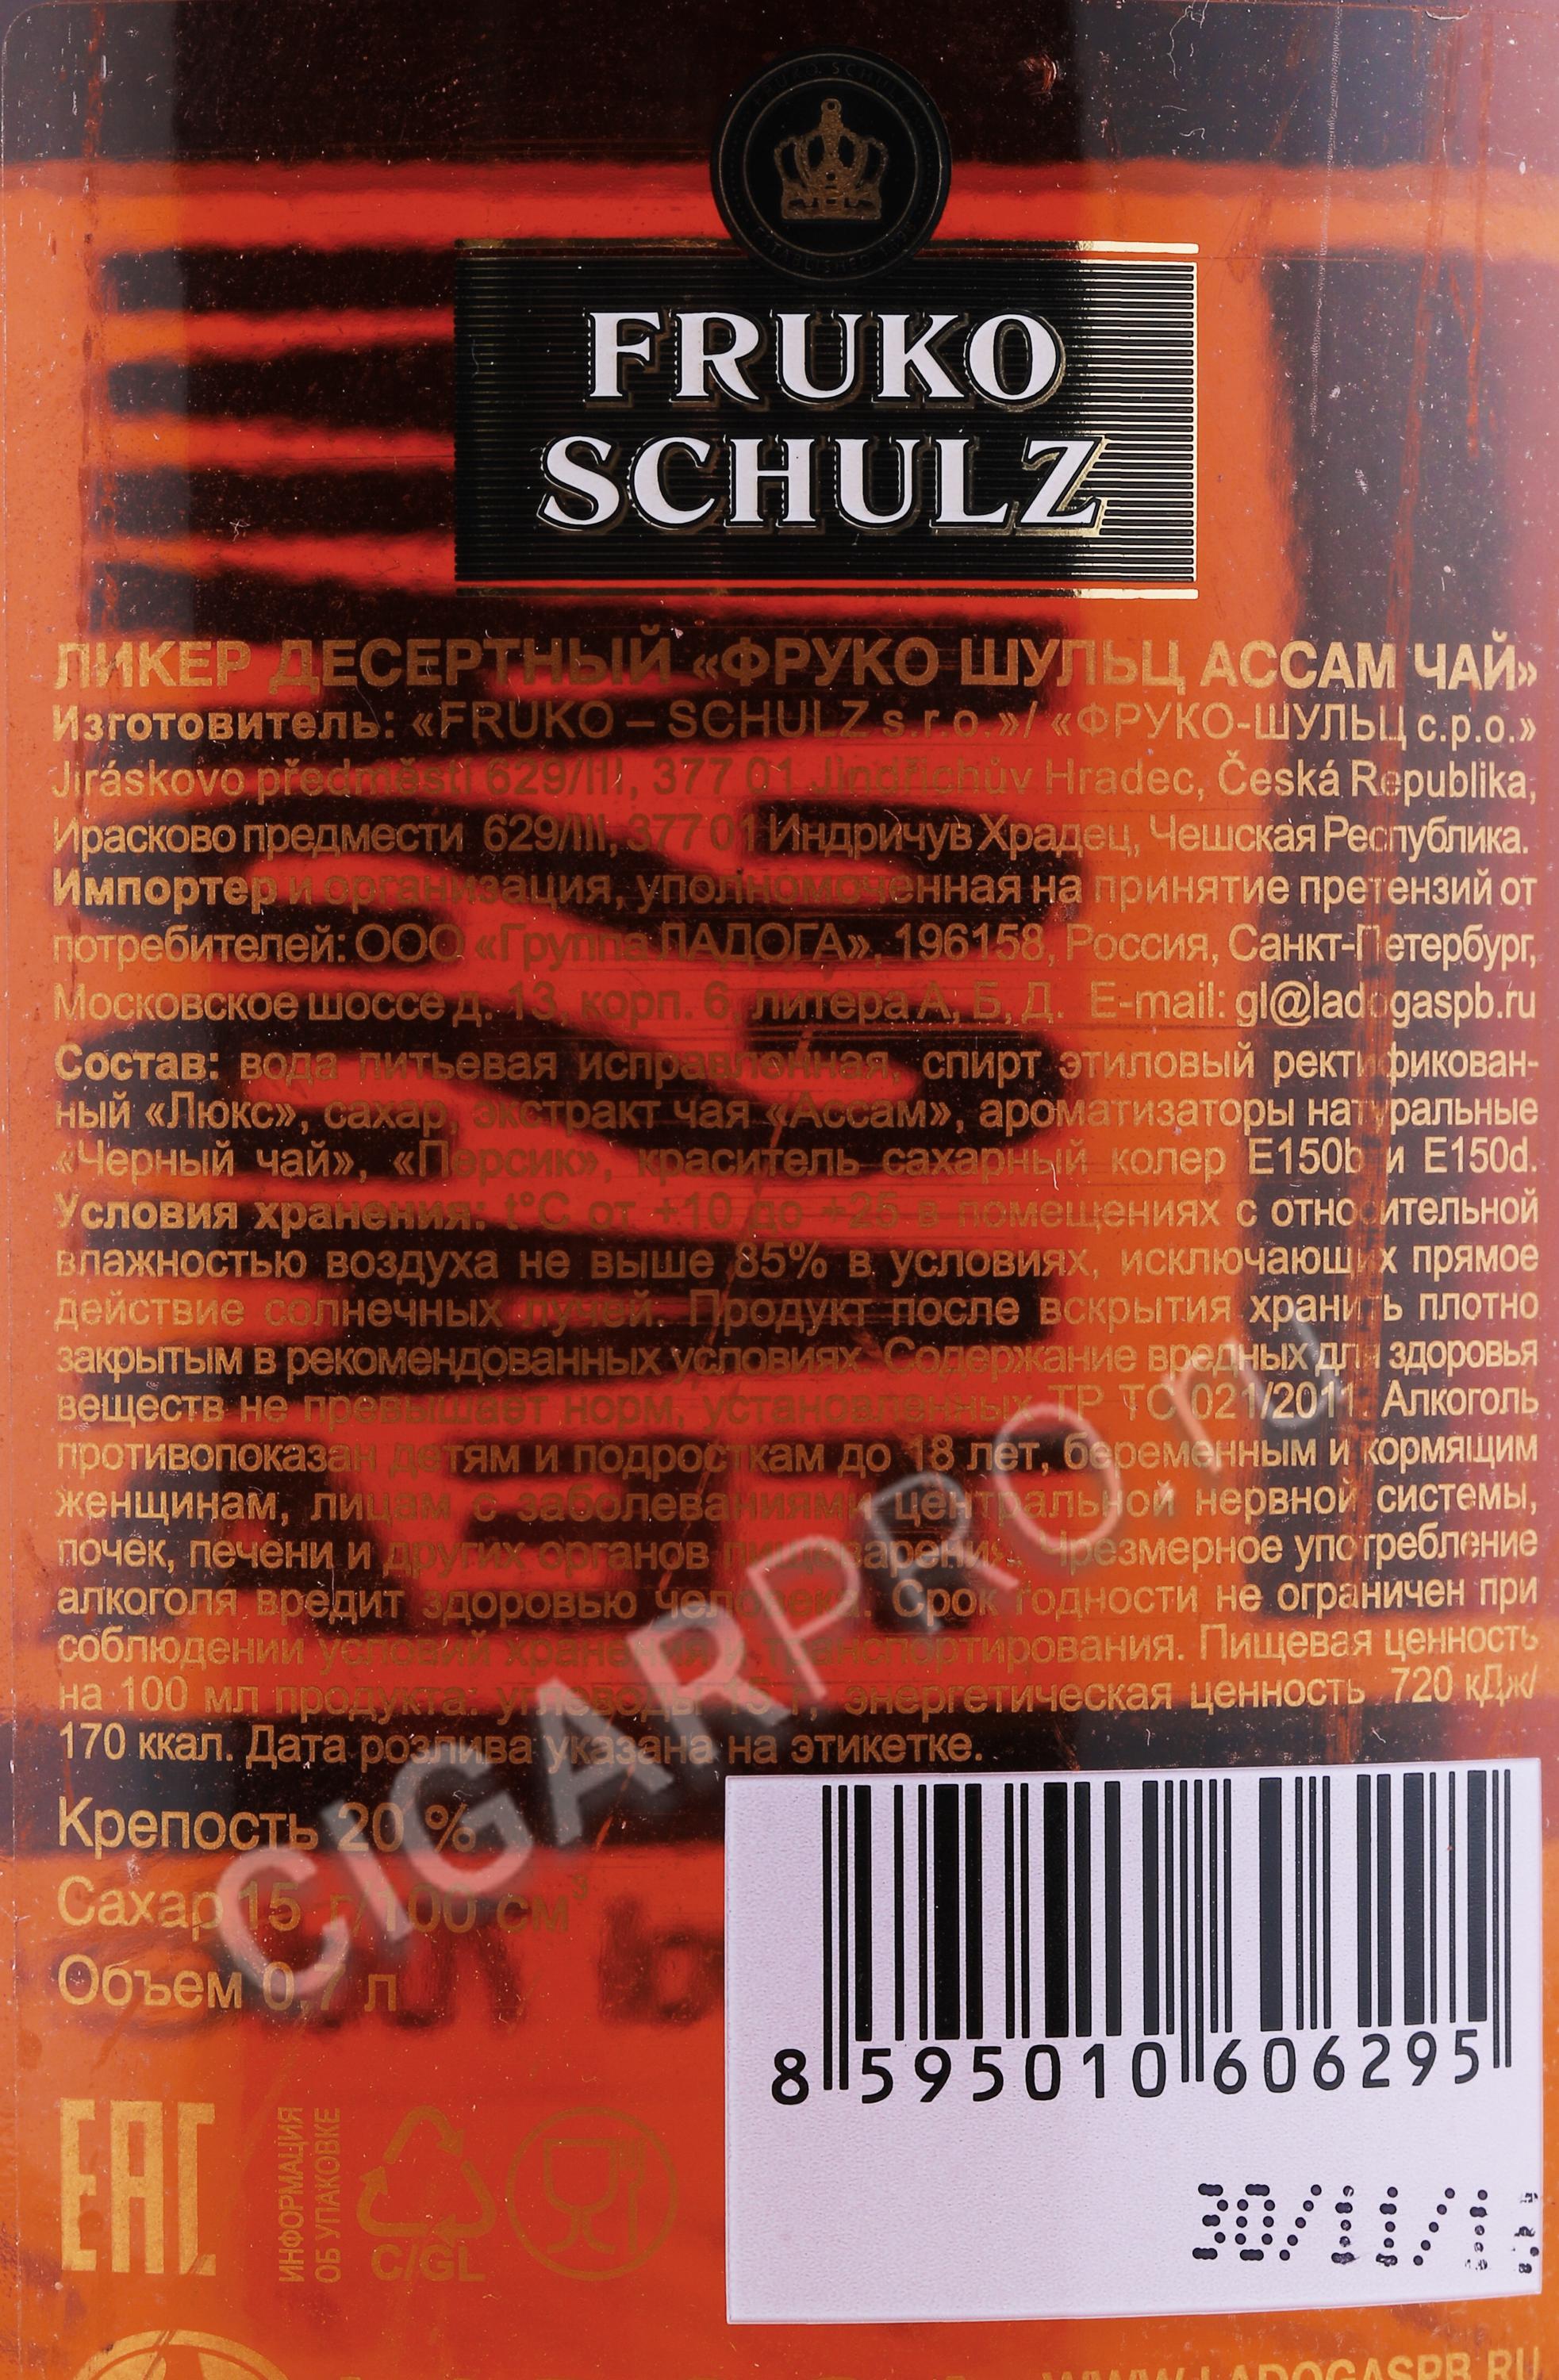 FRUKO
SCHULZ
ЛИКЕР ДЕСЕРТНЫЙ «ФРУКО ШУЛЬЦ АССАМ ЧАЙ»
Изготовитель: «FRUKO – SCHULZ s.r.o.»/ «ФРУКО-ШУЛЬЦ с.р.о.»
Jiráskovo předměstí 629/III, 377 01 Jindřichův Hradec, Česká Republika,
Ирасково предмести 629/III, 377 01 Индричув Храдец, Чешская Республика.
Импортер и организация, уполномоченная на принятие претензий от
потребителей: ООО «Группа ЛАДОГА», 196158, Россия, Санкт-Петербург,
Московское шоссе д. 13, корп. 6, литера А, Б, Д. E-mail: gl@ladogaspb.ru
Состав: вода питьевая исправленная, спирт этиловый ректификован-
ный «Люкс», сахар, экстракт чая «Ассам», ароматизаторы натуральные
«Черный чай», «Персик», краситель сахарный колер E150b и E150d.
Условия хранения: t°C от +10 до +25 в помещениях с относительной
влажностью воздуха не выше 85% в условиях, исключающих прямое
действие солнечных лучей. Продукт после вскрытия хранить плотно
закрытым в рекомендованных условиях. Содержание вредных для здоровья
веществ не превышает норм, установленных ТР ТС 021/2011. Алкоголь
противопоказан детям и подросткам до 18 лет, беременным и кормящим
женщинам, лицам с заболеваниями центральной нервной системы,
почек, печени и других органов пищеварения. Чрезмерное употребление
алкоголя вредит здоровью человека. Срок годности не ограничен при
соблюдении условий хранения и транспортирования. Пищевая ценность
на 100 мл продукта: углеводы 15 г, энергетическая ценность 720 кДж/
170 ккал. Дата розлива указана на этикетке.
Крепость 20 %
Сахар 15 г/100 см³
Объем 0,7 л
8 595010 606295
30/11/
EAC
ИНФОРМАЦИЯ
ОБ УПАКОВКЕ
C/GL
WWW.LADOGASPB.RU
CIGARPRO.ru